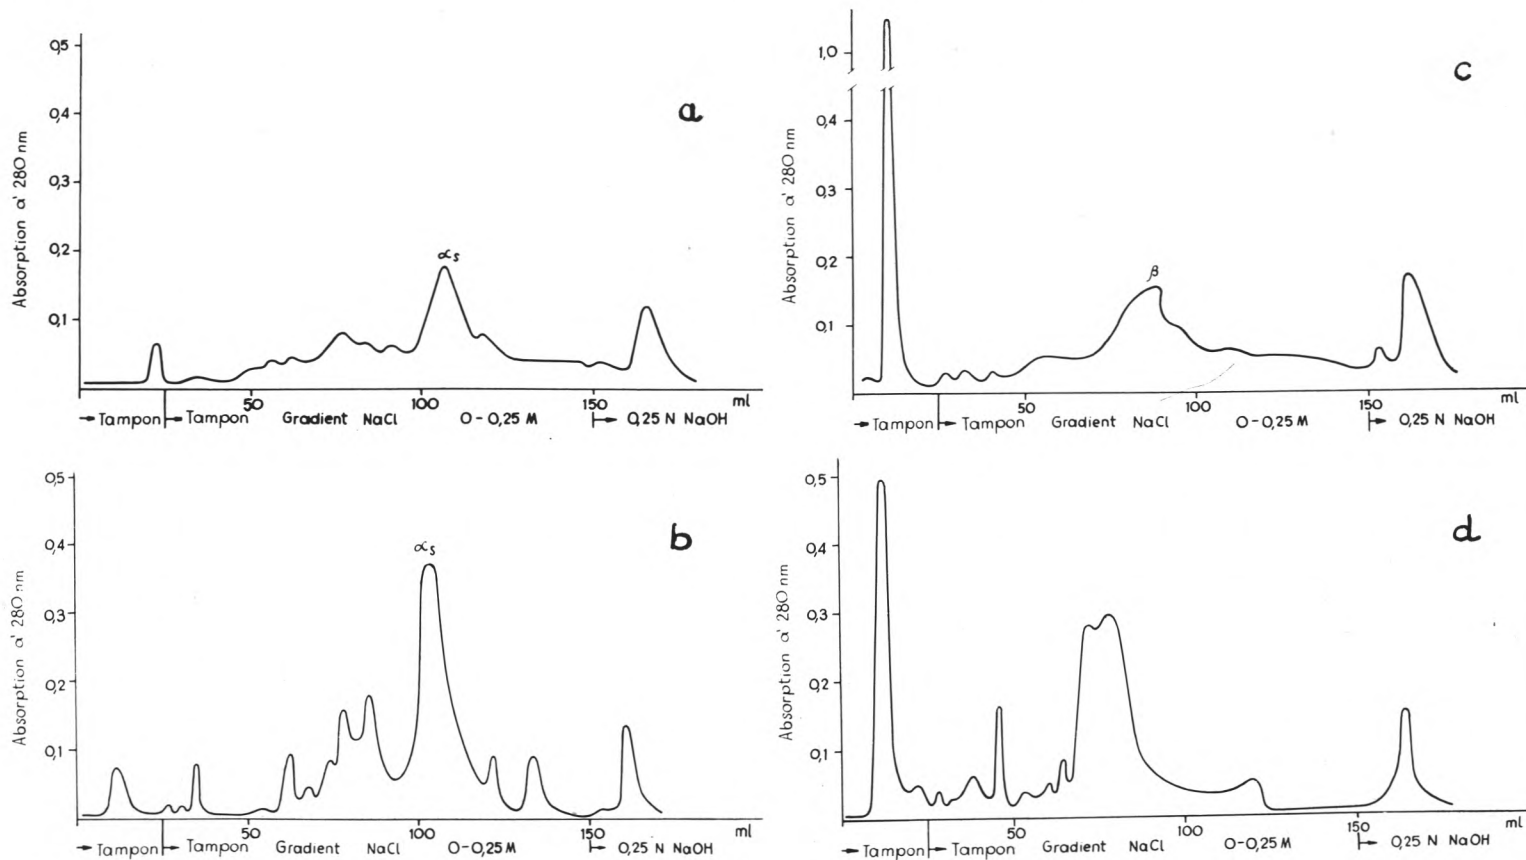 a
Absorption a' 280 nm
0,5
0,4
0,3
0,2
0,1
αs
50
100
150
ml
Tampon
Tampon
Gradient NaCl
0-0,25 M
0,25 N NaOH
c
Absorption a' 280 nm
1,0
0,4
0,3
0,2
0,1
β
50
100
150
Tampon
Tampon
Gradient NaCl
0-0,25 M
0,25 N NaOH
b
Absorption a' 280 nm
0,5
0,4
0,3
0,2
0,1
αs
50
100
150
ml
Tampon
Tampon
Gradient NaCl
0-0,25 M
0,25 N NaOH
d
Absorption a' 280 nm
0,5
0,4
0,3
0,2
0,1
50
100
150
ml
Tampon
Tampon
Gradient NaCl
0-0,25 M
0,25 N NaOH